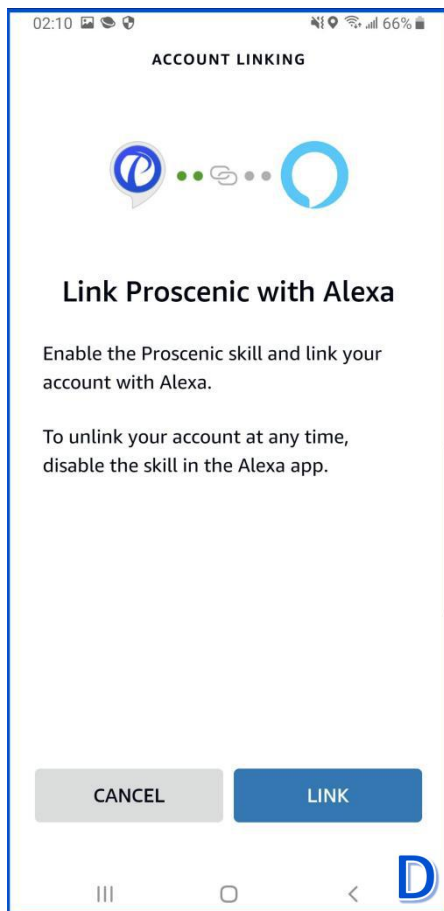 02:10 66%
ACCOUNT LINKING
Link Proscenic with Alexa
Enable the Proscenic skill and link your
account with Alexa.
To unlink your account at any time,
disable the skill in the Alexa app.
CANCEL LINK
D